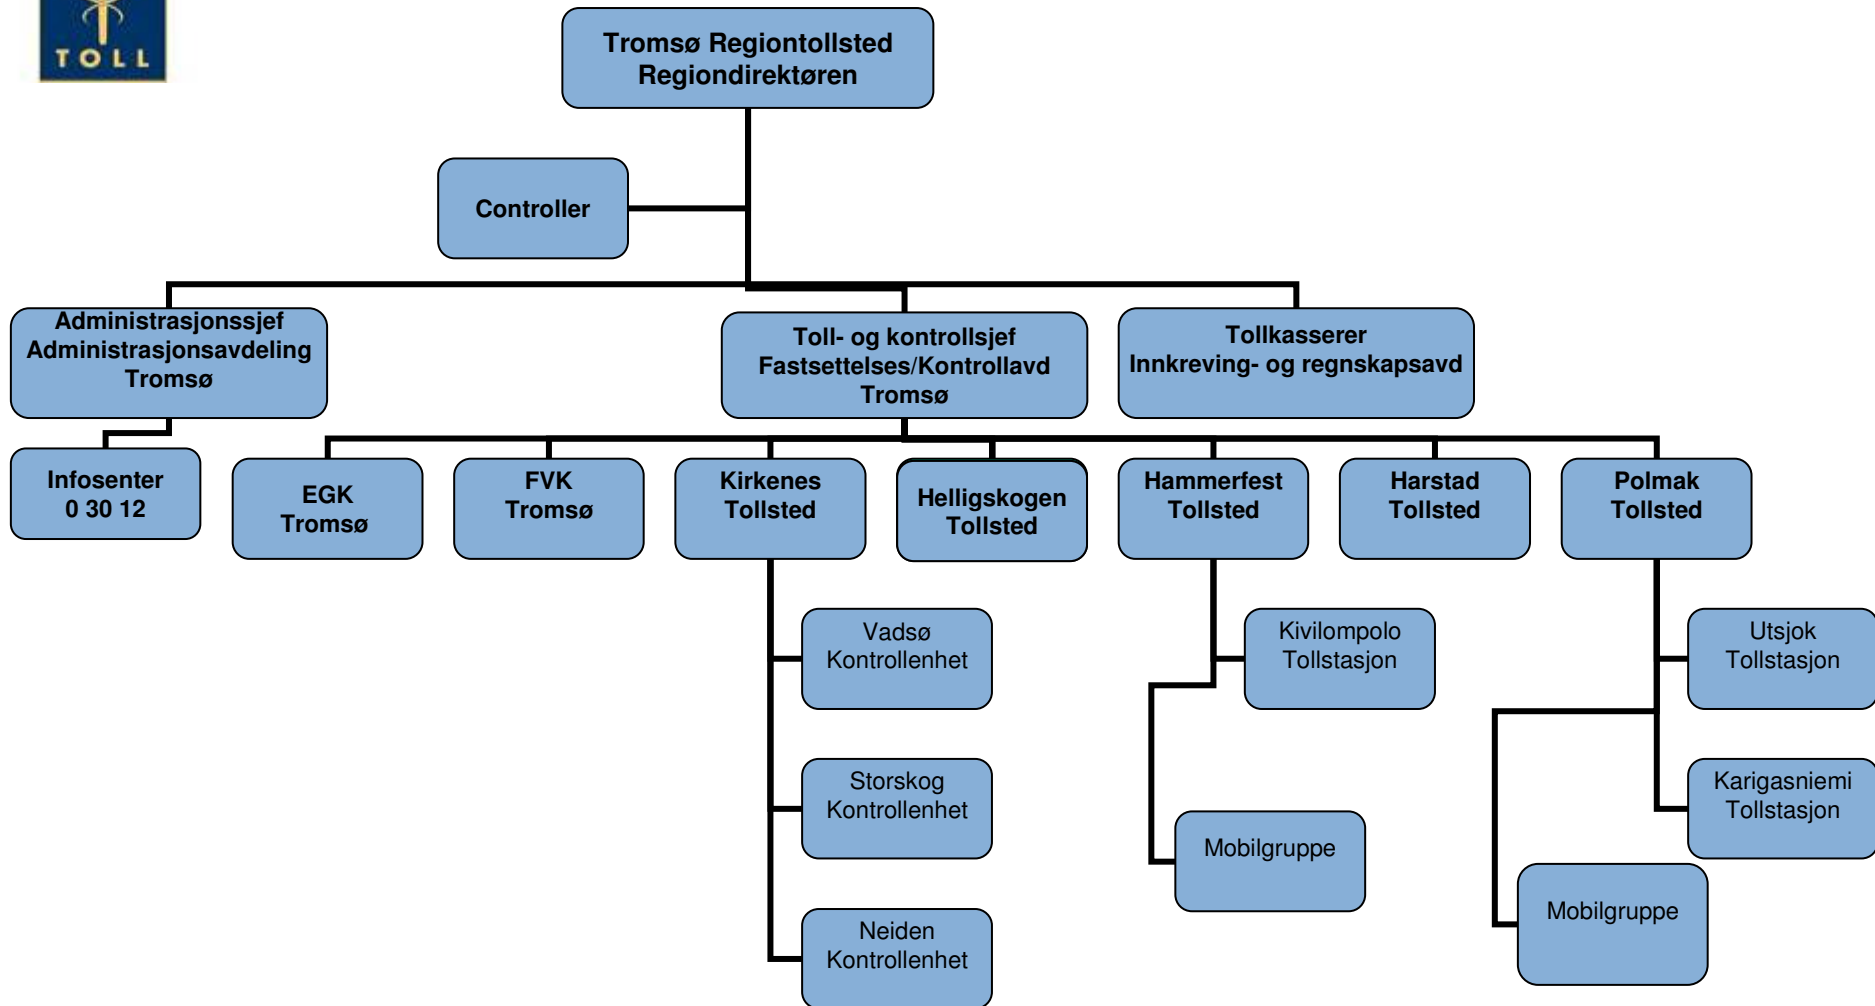 TOLL
Tromsø Regiontollsted
Regiondirektøren
Controller
Administrasjonssjef
Administrasjonsavdeling
Tromsø
Toll- og kontrollsjef
Fastsettelses/Kontrollavd
Tromsø
Tollkasserer
Innkreving- og regnskapsavd
Infosenter
0 30 12
EGK
Tromsø
FVK
Tromsø
Kirkenes
Tollsted
Helligskogen
Tollsted
Hammerfest
Tollsted
Harstad
Tollsted
Polmak
Tollsted
Vadsø
Kontrollenhet
Kivilompolo
Tollstasjon
Utsjok
Tollstasjon
Storskog
Kontrollenhet
Karigasniemi
Tollstasjon
Mobilgruppe
Mobilgruppe
Neiden
Kontrollenhet